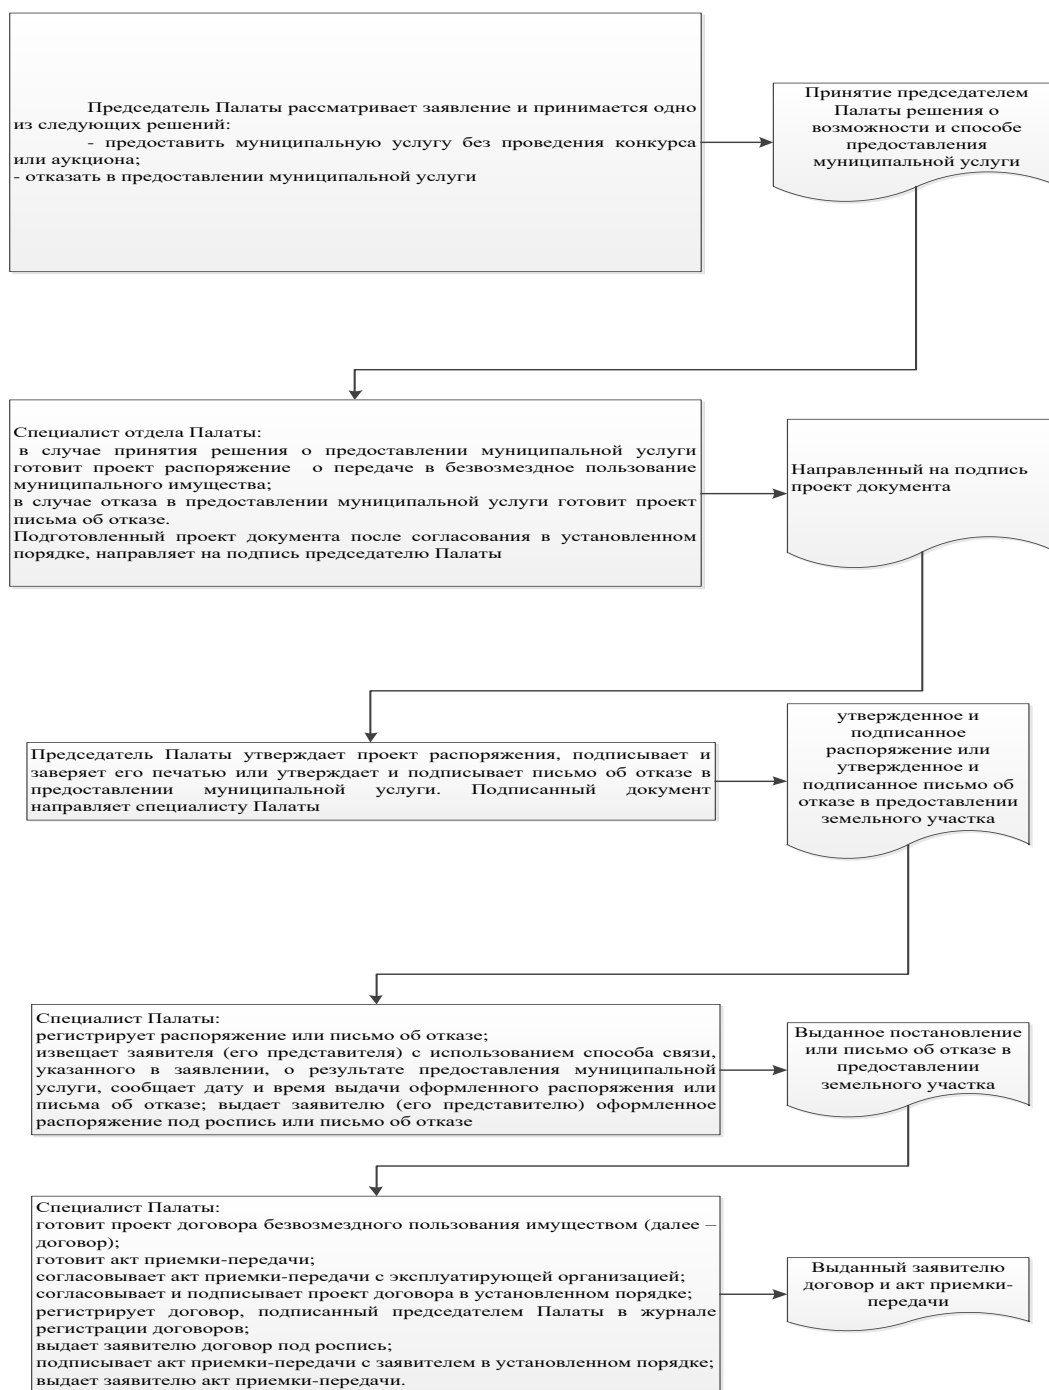 Председатель Палаты рассматривает заявление и принимается одно
из следующих решений:
- предоставить муниципальную услугу без проведения конкурса
или аукциона;
- отказать в предоставлении муниципальной услуги
Принятие председателем
Палаты решения о
возможности и способе
предоставления
муниципальной услуги
Специалист отдела Палаты:
в случае принятия решения о предоставлении муниципальной услуги
готовит проект распоряжение о передаче в безвозмездное пользование
муниципального имущества;
в случае отказа в предоставлении муниципальной услуги готовит проект
письма об отказе.
Подготовленный проект документа после согласования в установленном
порядке, направляет на подпись председателю Палаты
Направленный на подпись
проект документа
Председатель Палаты утверждает проект распоряжения, подписывает и
заверяет его печатью или утверждает и подписывает письмо об отказе в
предоставлении муниципальной услуги. Подписанный документ
направляет специалисту Палаты
утвержденное и
подписанное
распоряжение или
утвержденное и
подписанное письмо об
отказе в предоставлении
земельного участка
Специалист Палаты:
регистрирует распоряжение или письмо об отказе;
извещает заявителя (его представителя) с использованием способа связи,
указанного в заявлении, о результате предоставления муниципальной
услуги, сообщает дату и время выдачи оформленного распоряжения или
письма об отказе; выдает заявителю (его представителю) оформленное
распоряжение под роспись или письмо об отказе
Выданное постановление
или письмо об отказе в
предоставлении
земельного участка
Специалист Палаты:
готовит проект договора безвозмездного пользования имуществом (далее –
договор);
готовит акт приемки-передачи;
согласовывает акт приемки-передачи с эксплуатирующей организацией;
согласовывает и подписывает проект договора в установленном порядке;
регистрирует договор, подписанный председателем Палаты в журнале
регистрации договоров;
выдает заявителю договор под роспись;
подписывает акт приемки-передачи с заявителем в установленном порядке;
выдает заявителю акт приемки-передачи.
Выданный заявителю
договор и акт приемки-
передачи